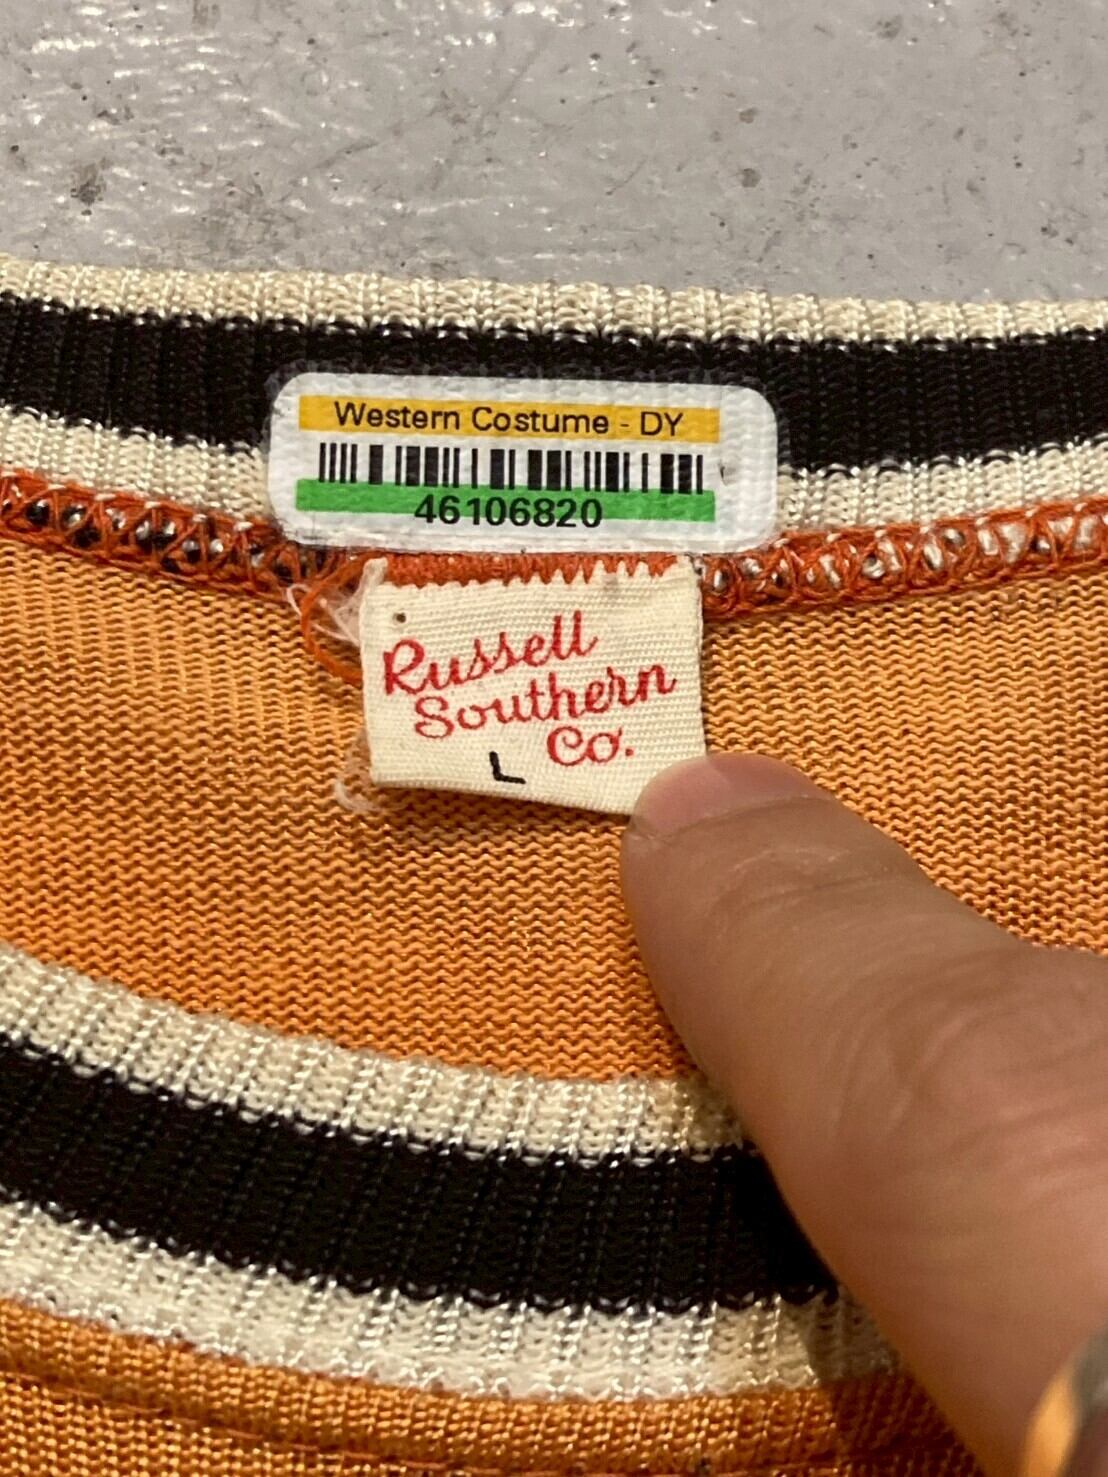 Western Costume - DY
46106820
Russell
Southern
Co.
L